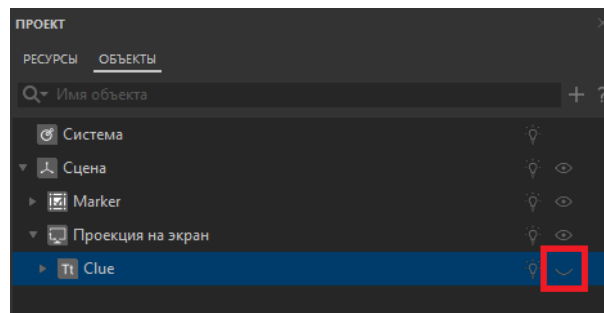 ПРОЕКТ
РЕСУРСЫ ОБЪЕКТЫ
Имя объекта
Система
Сцена
Marker
Проекция на экран
Tt Clue